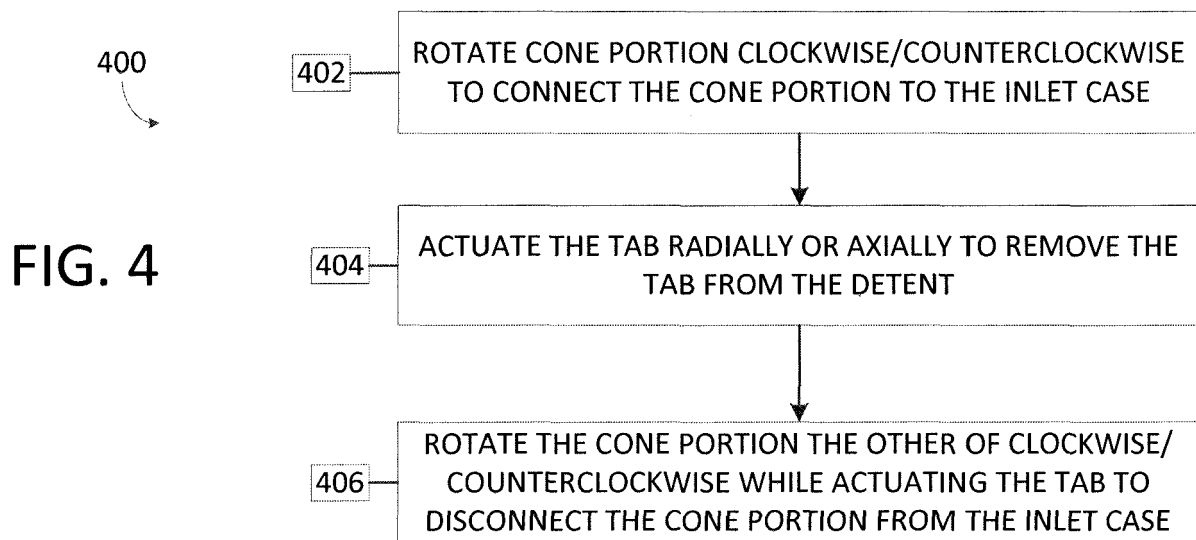 400
402
ROTATE CONE PORTION CLOCKWISE/COUNTERCLOCKWISE
TO CONNECT THE CONE PORTION TO THE INLET CASE
FIG. 4
404
ACTUATE THE TAB RADIALLY OR AXIALLY TO REMOVE THE
TAB FROM THE DETENT
406
ROTATE THE CONE PORTION THE OTHER OF CLOCKWISE/
COUNTERCLOCKWISE WHILE ACTUATING THE TAB TO
DISCONNECT THE CONE PORTION FROM THE INLET CASE